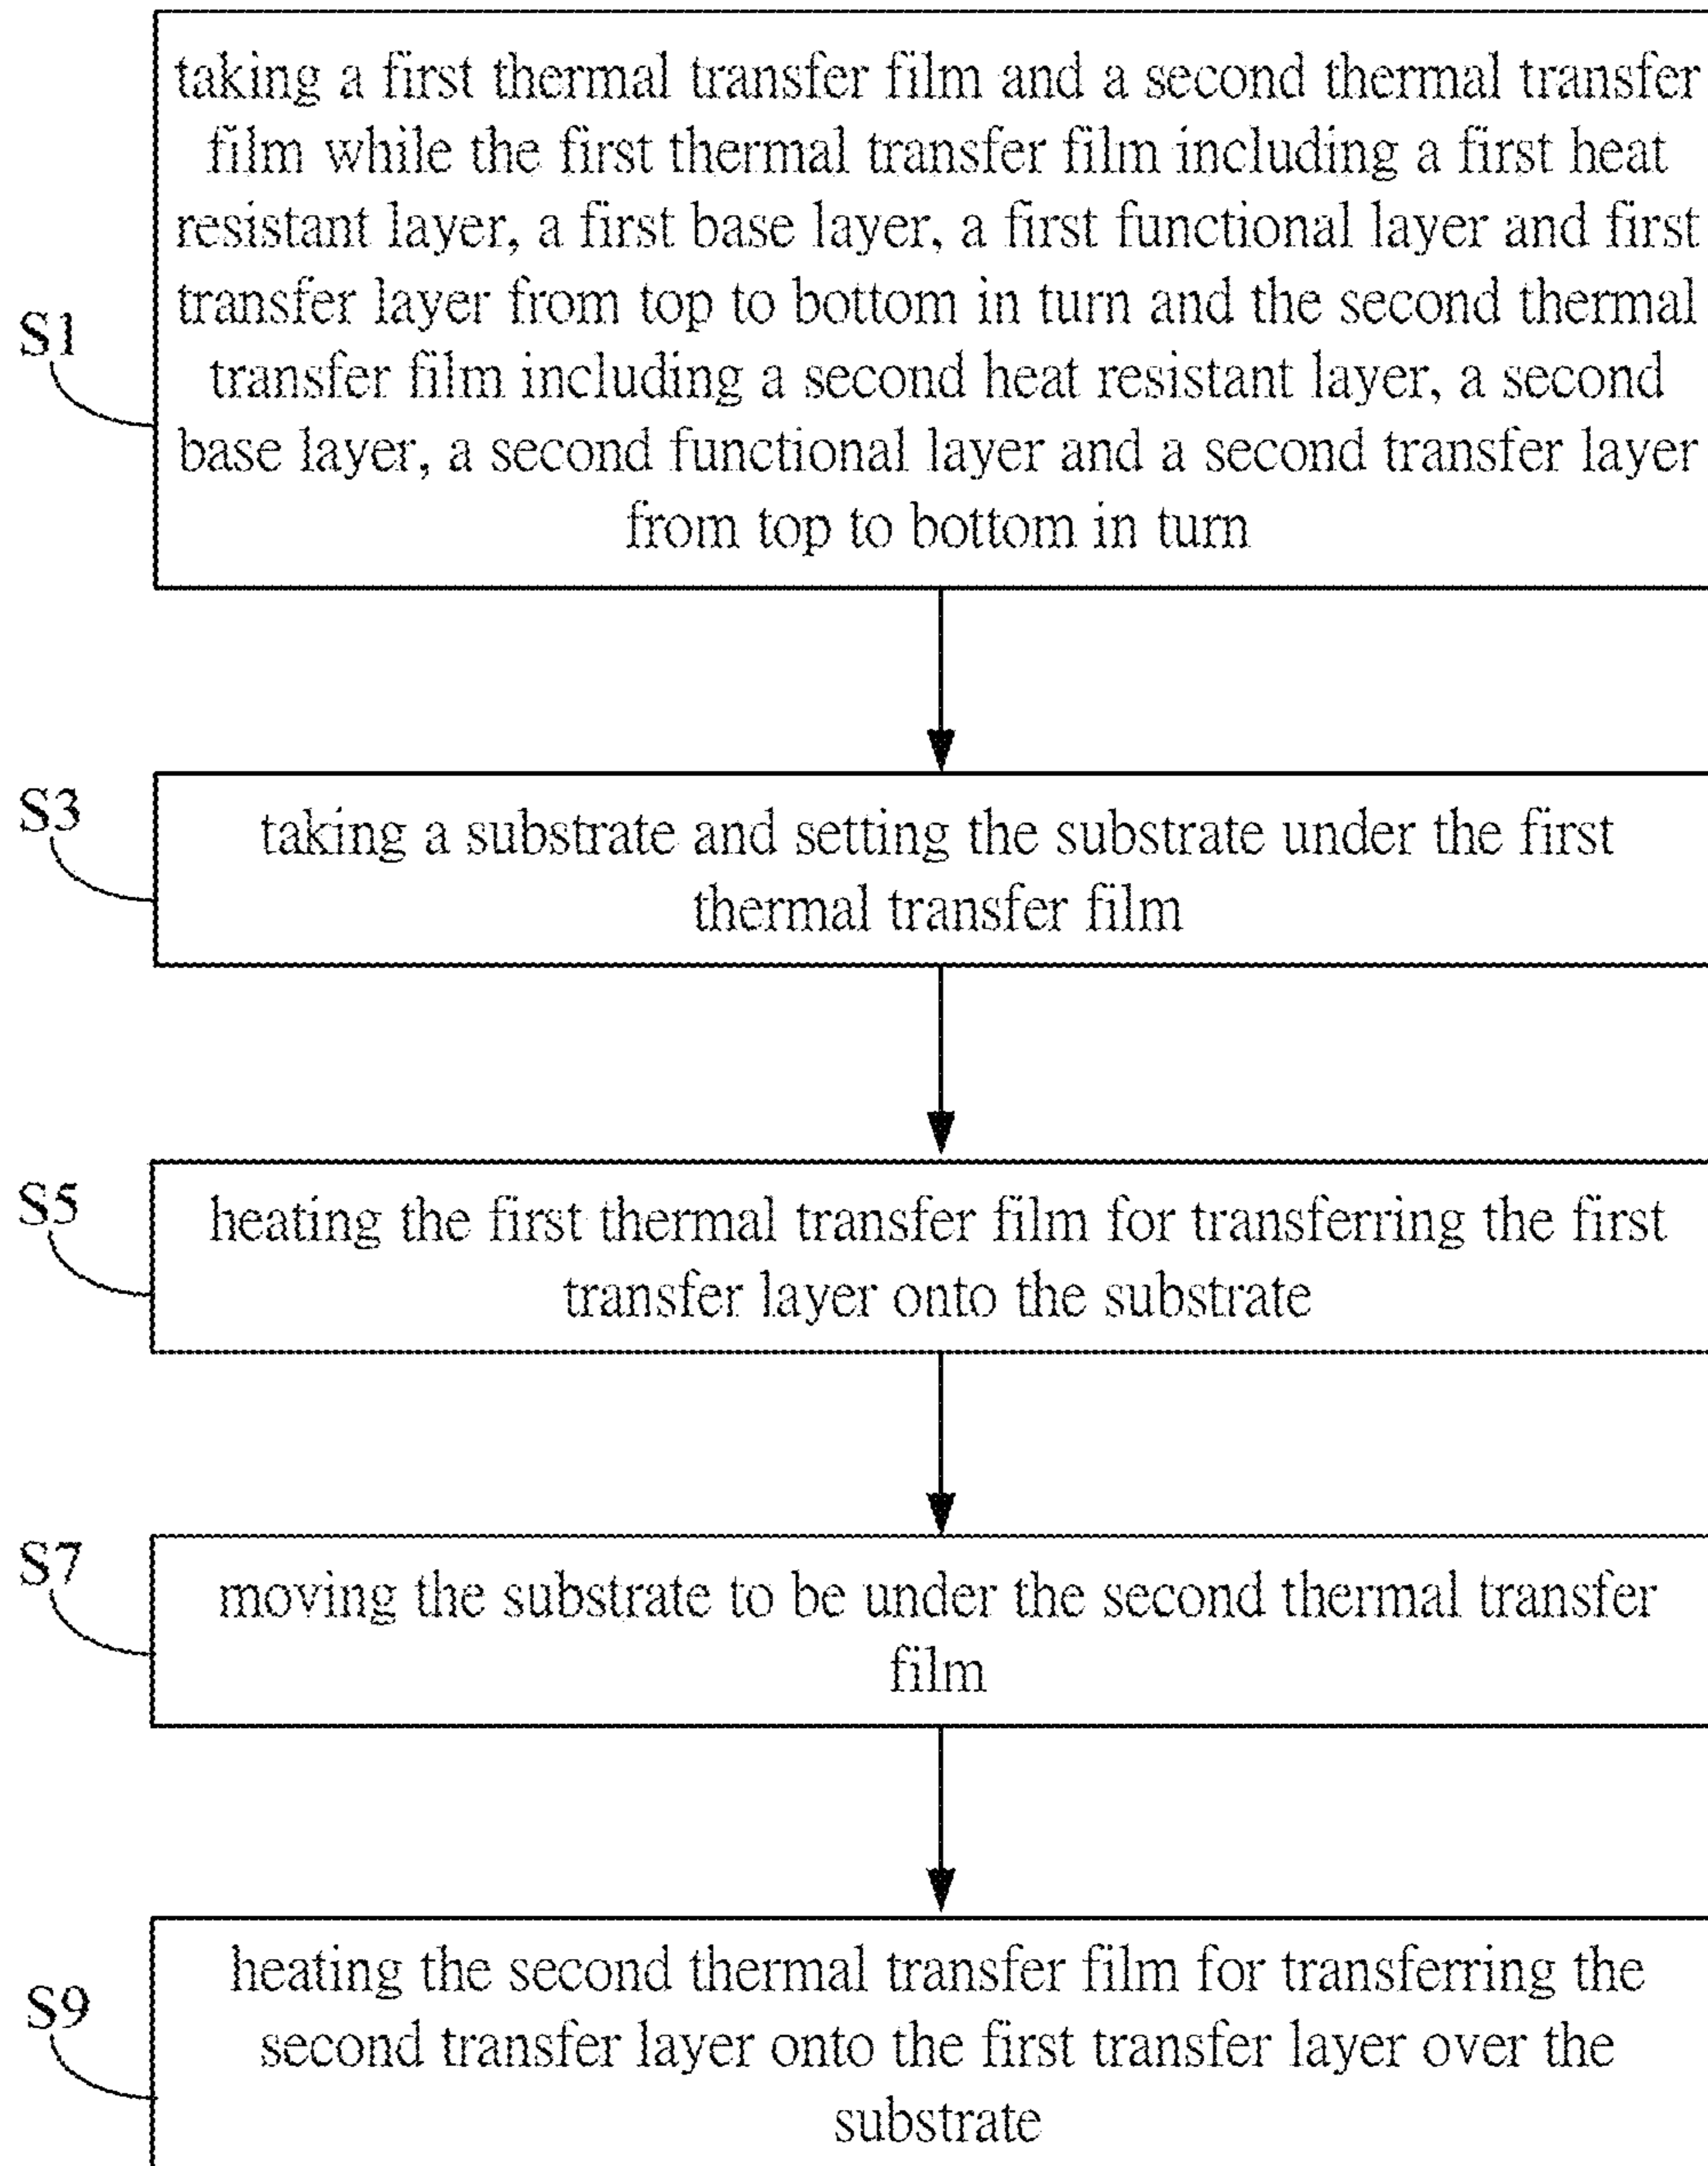 taking a first thermal transfer film and a second thermal transfer
film while the first thermal transfer film including a first heat
resistant layer, a first base layer, a first functional layer and first
transfer layer from top to bottom in turn and the second thermal
transfer film including a second heat resistant layer, a second
base layer, a second functional layer and a second transfer layer
from top to bottom in turn
S1
S3
taking a substrate and setting the substrate under the first
thermal transfer film
S5
heating the first thermal transfer film for transferring the first
transfer layer onto the substrate
S7
moving the substrate to be under the second thermal transfer
film
S9
heating the second thermal transfer film for transferring the
second transfer layer onto the first transfer layer over the
substrate